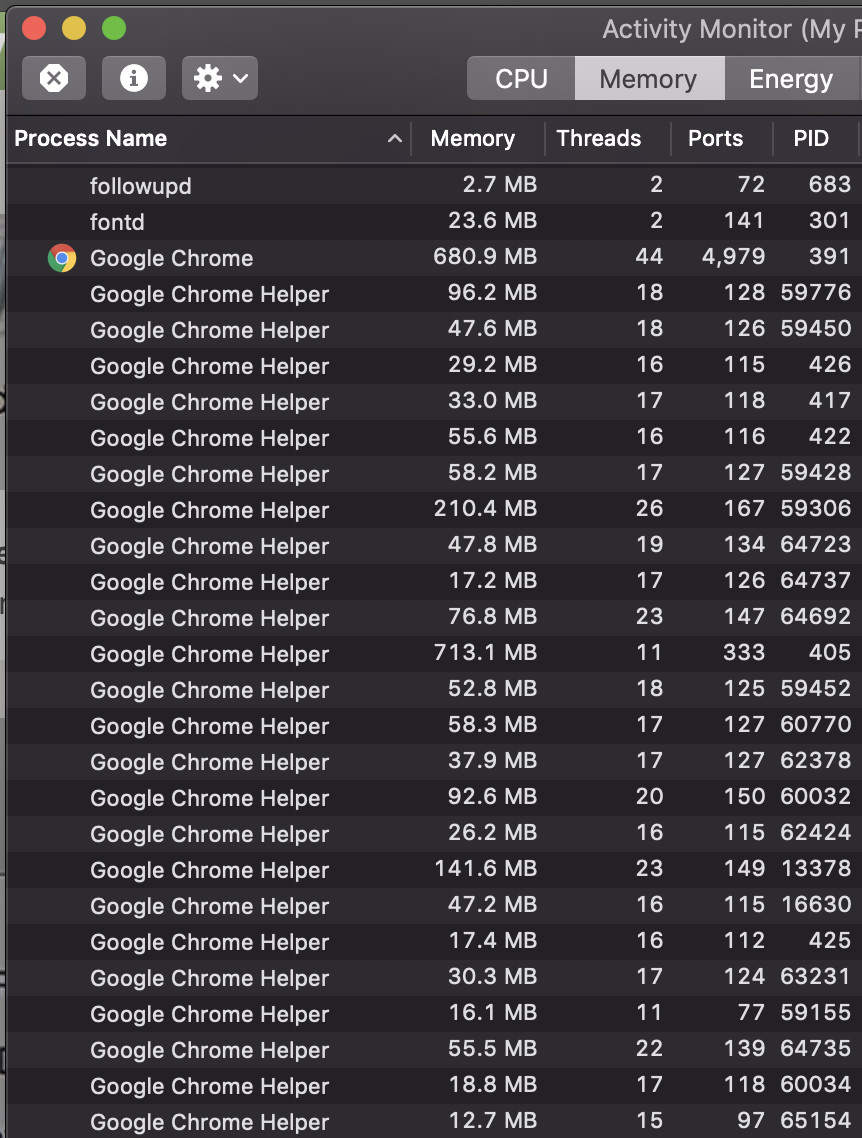 Activity Monitor (My
CPU Memory Energy
Process Name Memory Threads Ports PID
followupd 2.7 MB 2 72 683
fontd 23.6 MB 2 141 301
Google Chrome 680.9 MB 44 4,979 391
Google Chrome Helper 96.2 MB 18 128 59776
Google Chrome Helper 47.6 MB 18 126 59450
Google Chrome Helper 29.2 MB 16 115 426
Google Chrome Helper 33.0 MB 17 118 417
Google Chrome Helper 55.6 MB 16 116 422
Google Chrome Helper 58.2 MB 17 127 59428
Google Chrome Helper 210.4 MB 26 167 59306
Google Chrome Helper 47.8 MB 19 134 64723
Google Chrome Helper 17.2 MB 17 126 64737
Google Chrome Helper 76.8 MB 23 147 64692
Google Chrome Helper 713.1 MB 11 333 405
Google Chrome Helper 52.8 MB 18 125 59452
Google Chrome Helper 58.3 MB 17 127 60770
Google Chrome Helper 37.9 MB 17 127 62378
Google Chrome Helper 92.6 MB 20 150 60032
Google Chrome Helper 26.2 MB 16 115 62424
Google Chrome Helper 141.6 MB 23 149 13378
Google Chrome Helper 47.2 MB 16 115 16630
Google Chrome Helper 17.4 MB 16 112 425
Google Chrome Helper 30.3 MB 17 124 63231
Google Chrome Helper 16.1 MB 11 77 59155
Google Chrome Helper 55.5 MB 22 139 64735
Google Chrome Helper 18.8 MB 17 118 60034
Google Chrome Helper 12.7 MB 15 97 65154